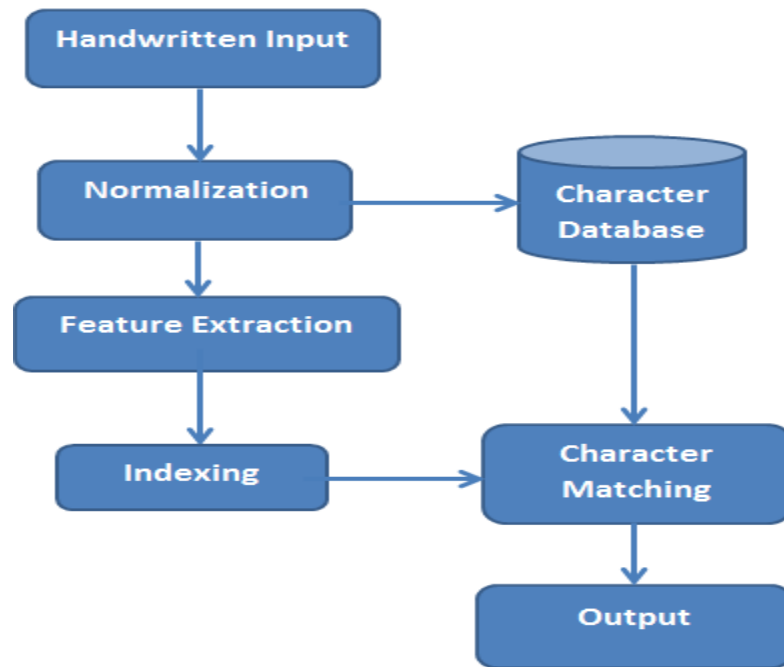 Handwritten Input
Normalization
Character
Database
Feature Extraction
Indexing
Character
Matching
Output